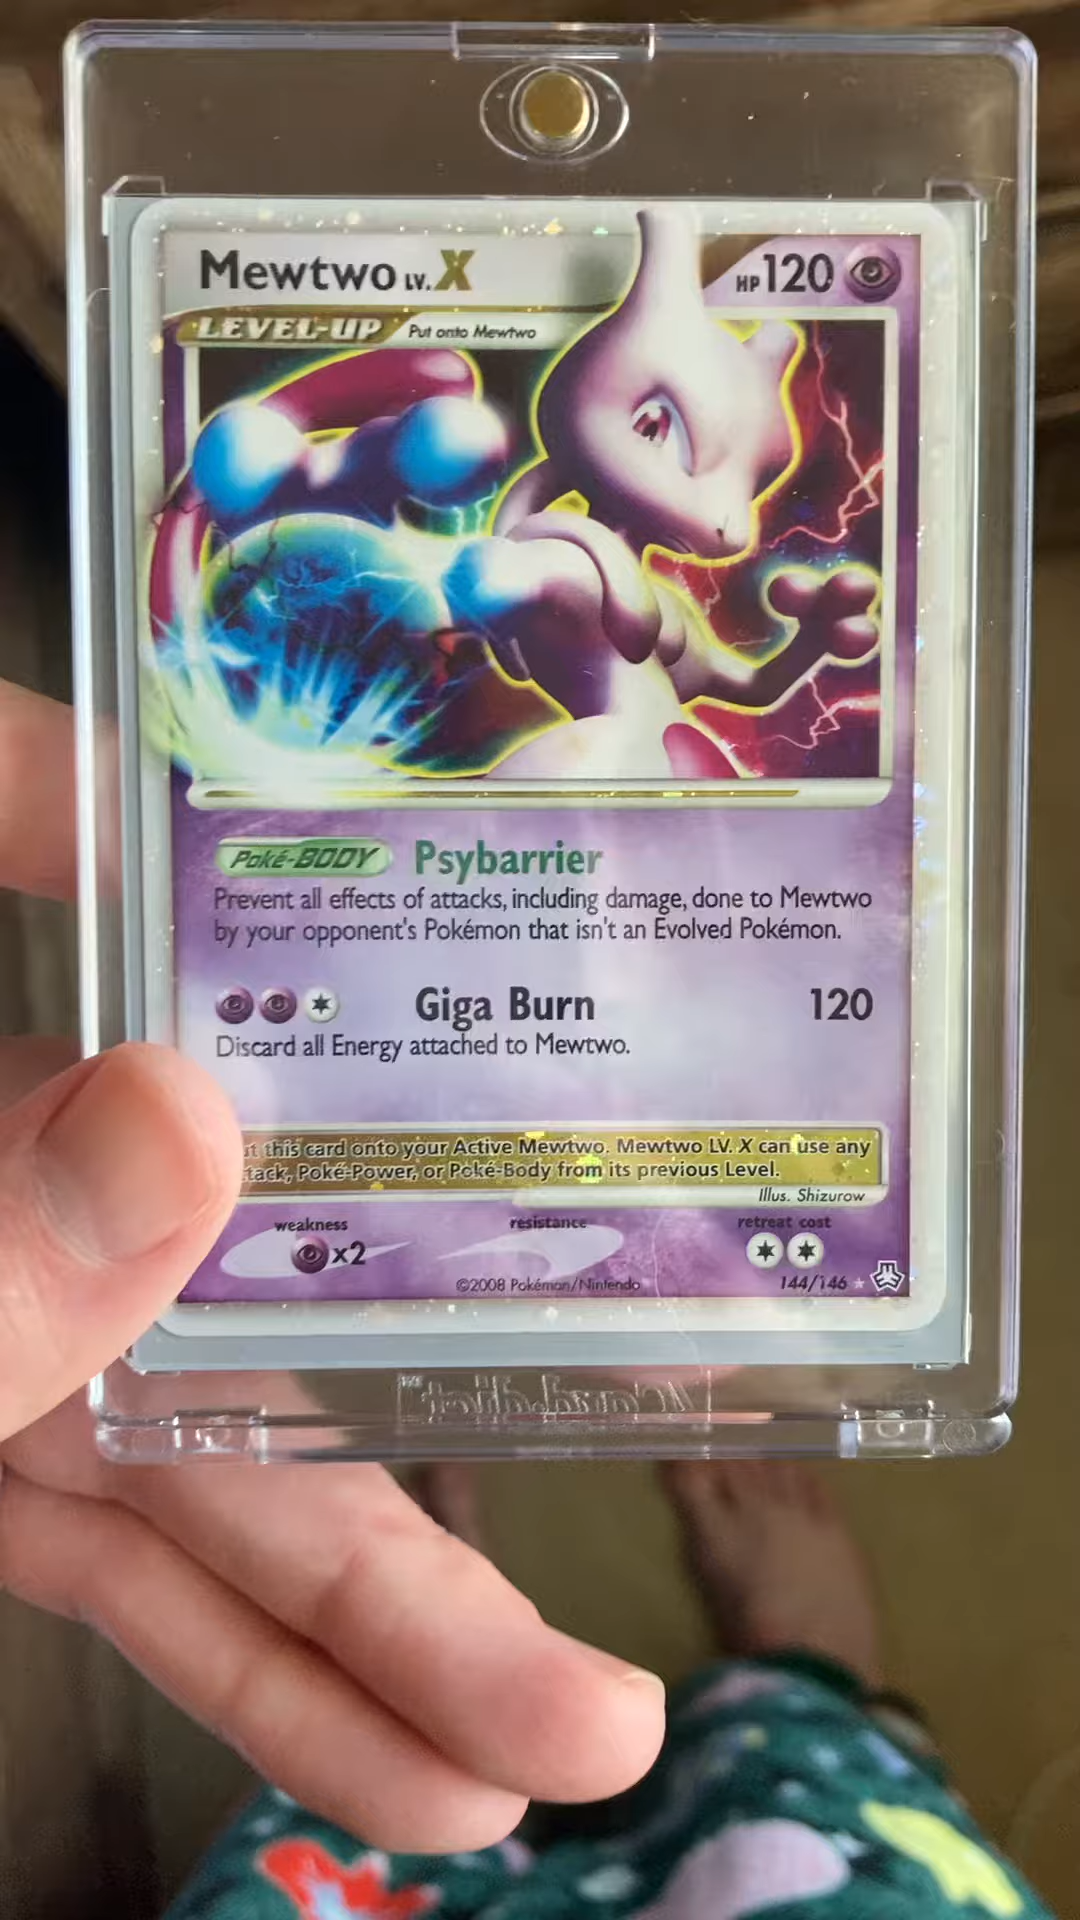 Mewtwo LV.X
HP 120
LEVEL-UP Put onto Mewtwo
Poké-BODY Psybarrier
Prevent all effects of attacks, including damage, done to Mewtwo
by your opponent's Pokémon that isn't an Evolved Pokémon.
Giga Burn 120
Discard all Energy attached to Mewtwo.
this card onto your Active Mewtwo. Mewtwo LV. X can use any
Poké-Power, or Poké-Body from its previous Level.
Illus. Shizurow
weakness resistance retreat cost
x2
©2008 Pokémon/Nintendo 144/146